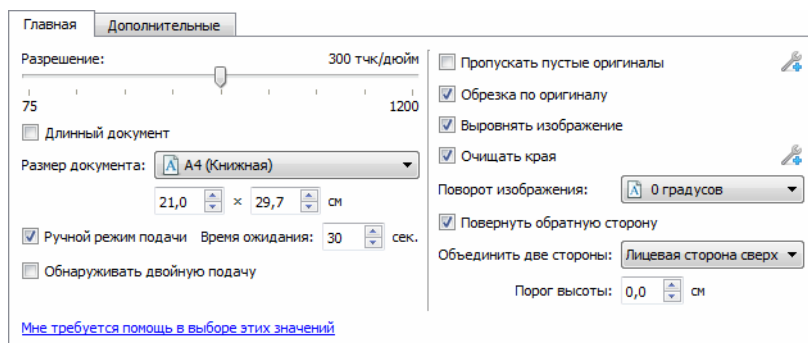 Главная Дополнительные
Разрешение: 300 тчк/дюйм
75 1200
Длинный документ
Размер документа: A4 (Книжная)
21,0 × 29,7 см
Ручной режим подачи Время ожидания: 30 сек.
Обнаруживать двойную подачу
Мне требуется помощь в выборе этих значений
Пропускать пустые оригиналы
Обрезка по оригиналу
Выровнять изображение
Очищать края
Поворот изображения: 0 градусов
Повернуть обратную сторону
Объединить две стороны: Лицевая сторона сверх
Порог высоты: 0,0 см